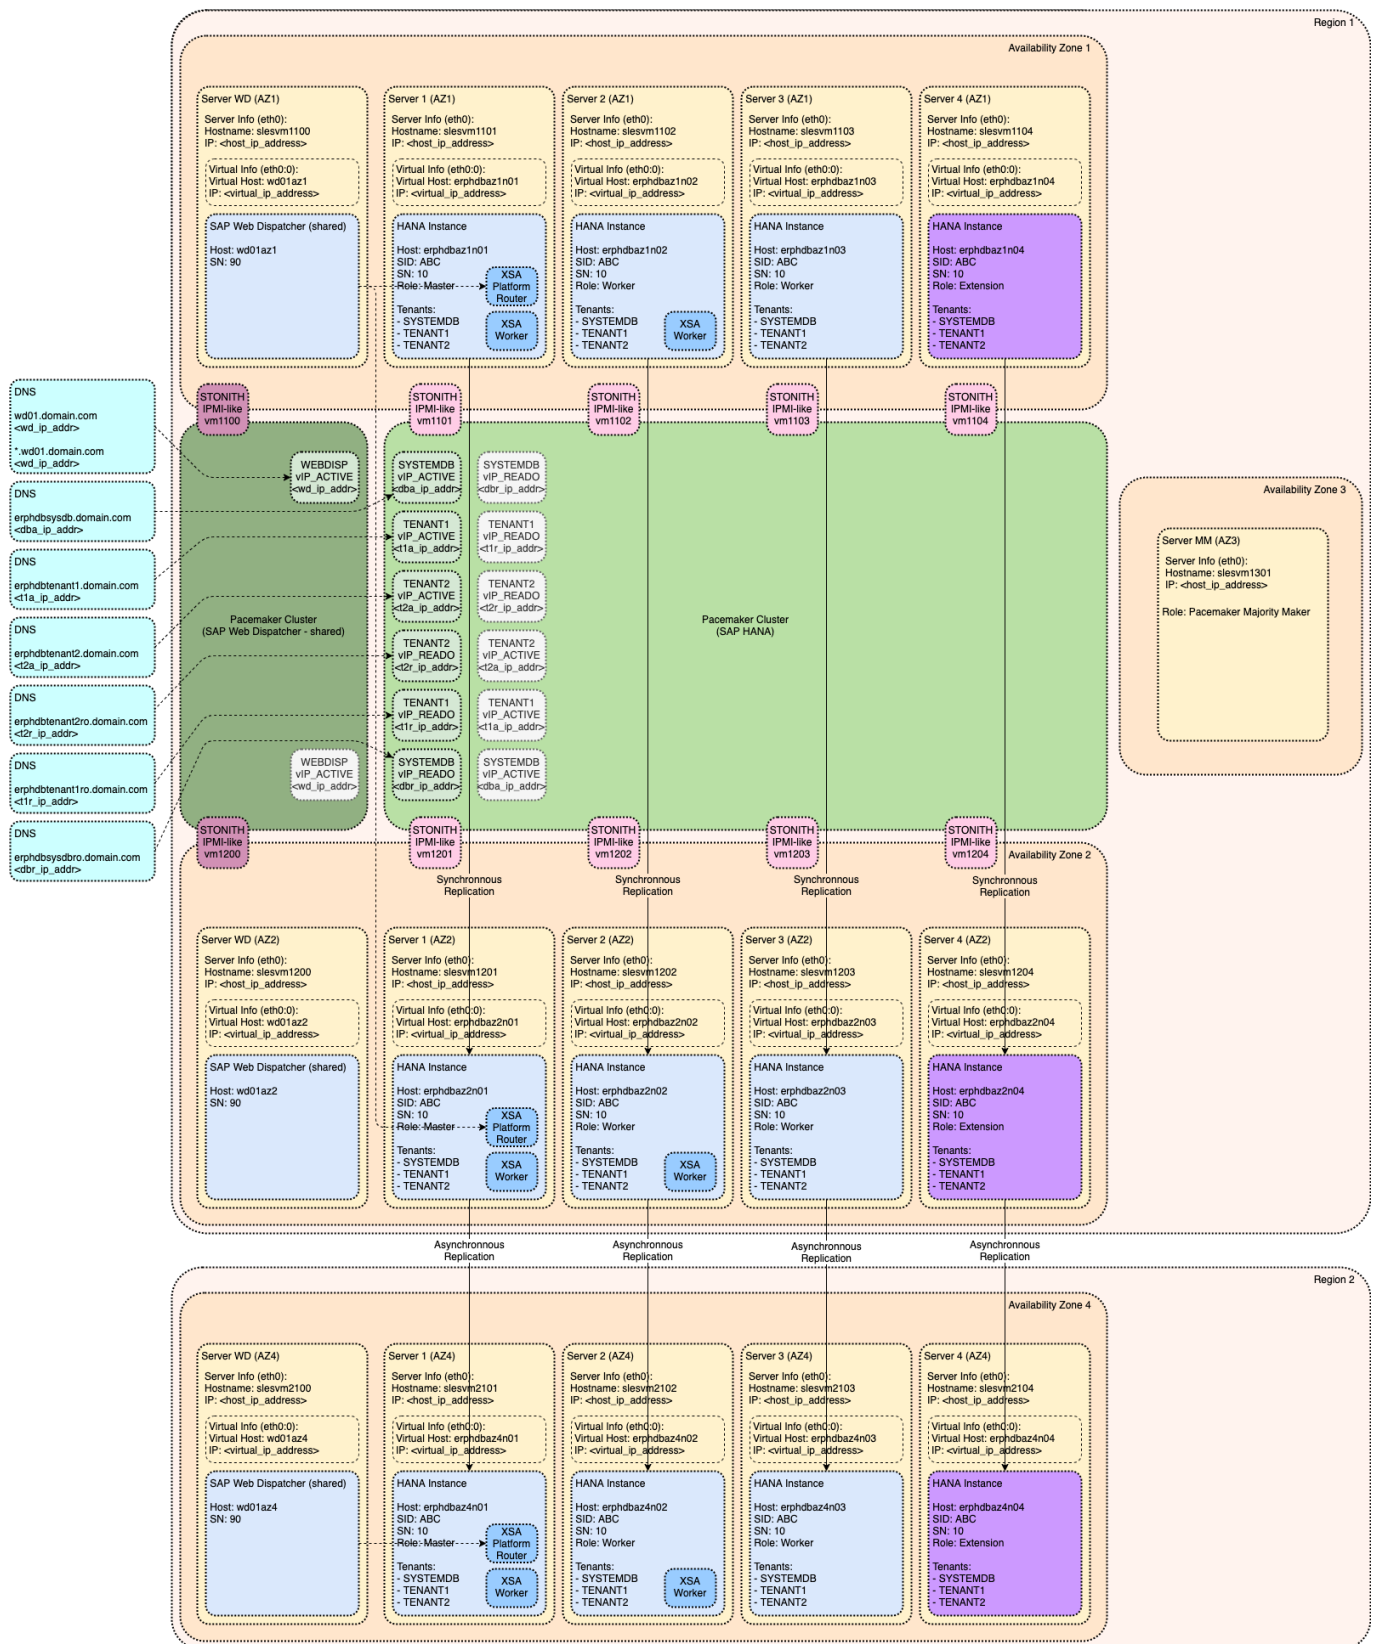 Region 1
Availability Zone 1
Server WD (AZ1)
Server Info (eth0):
Hostname: slesvm1100
IP: <host_ip_address>
Virtual Info (eth0:0):
Virtual Host: wd01az1
IP: <virtual_ip_address>
SAP Web Dispatcher (shared)
Host: wd01az1
SN: 90
Server 1 (AZ1)
Server Info (eth0):
Hostname: slesvm1101
IP: <host_ip_address>
Virtual Info (eth0:0):
Virtual Host: erphdbaz1n01
IP: <virtual_ip_address>
HANA Instance
Host: erphdbaz1n01
SID: ABC
SN: 10
Role: Master
Tenants:
- SYSTEMDB
- TENANT1
- TENANT2
XSA
Platform
Router
XSA
Worker
Server 2 (AZ1)
Server Info (eth0):
Hostname: slesvm1102
IP: <host_ip_address>
Virtual Info (eth0:0):
Virtual Host: erphdbaz1n02
IP: <virtual_ip_address>
HANA Instance
Host: erphdbaz1n02
SID: ABC
SN: 10
Role: Worker
Tenants:
- SYSTEMDB
- TENANT1
- TENANT2
XSA
Worker
Server 3 (AZ1)
Server Info (eth0):
Hostname: slesvm1103
IP: <host_ip_address>
Virtual Info (eth0:0):
Virtual Host: erphdbaz1n03
IP: <virtual_ip_address>
HANA Instance
Host: erphdbaz1n03
SID: ABC
SN: 10
Role: Worker
Tenants:
- SYSTEMDB
- TENANT1
- TENANT2
Server 4 (AZ1)
Server Info (eth0):
Hostname: slesvm1104
IP: <host_ip_address>
Virtual Info (eth0:0):
Virtual Host: erphdbaz1n04
IP: <virtual_ip_address>
HANA Instance
Host: erphdbaz1n04
SID: ABC
SN: 10
Role: Extension
Tenants:
- SYSTEMDB
- TENANT1
- TENANT2
STONITH
IPMI-like
vm1100
STONITH
IPMI-like
vm1101
STONITH
IPMI-like
vm1102
STONITH
IPMI-like
vm1103
STONITH
IPMI-like
vm1104
DNS
wd01.domain.com
<wd_ip_addr>
*.wd01.domain.com
<wd_ip_addr>
DNS
erphdbsysdb.domain.com
<dba_ip_addr>
DNS
erphdbtenant1.domain.com
<t1a_ip_addr>
DNS
erphdbtenant2.domain.com
<t2a_ip_addr>
DNS
erphdbtenant2ro.domain.com
<t2r_ip_addr>
DNS
erphdbtenant1ro.domain.com
<t1r_ip_addr>
DNS
erphdbsysdbro.domain.com
<dbr_ip_addr>
WEBDISP
vIP_ACTIVE
<wd_ip_addr>
Pacemaker Cluster
(SAP Web Dispatcher - shared)
WEBDISP
vIP_ACTIVE
<wd_ip_addr>
SYSTEMDB
vIP_ACTIVE
<dba_ip_addr>
SYSTEMDB
vIP_READO
<dbr_ip_addr>
TENANT1
vIP_ACTIVE
<t1a_ip_addr>
TENANT1
vIP_READO
<t1r_ip_addr>
TENANT2
vIP_ACTIVE
<t2a_ip_addr>
TENANT2
vIP_READO
<t2r_ip_addr>
TENANT2
vIP_READO
<t2r_ip_addr>
TENANT2
vIP_ACTIVE
<t2a_ip_addr>
TENANT1
vIP_READO
<t1r_ip_addr>
TENANT1
vIP_ACTIVE
<t1a_ip_addr>
SYSTEMDB
vIP_READO
<dbr_ip_addr>
SYSTEMDB
vIP_ACTIVE
<dba_ip_addr>
Pacemaker Cluster
(SAP HANA)
Availability Zone 3
Server MM (AZ3)
Server Info (eth0):
Hostname: slesvm1301
IP: <host_ip_address>
Role: Pacemaker Majority Maker
STONITH
IPMI-like
vm1200
STONITH
IPMI-like
vm1201
STONITH
IPMI-like
vm1202
STONITH
IPMI-like
vm1203
STONITH
IPMI-like
vm1204
Availability Zone 2
Synchronnous
Replication
Synchronnous
Replication
Synchronnous
Replication
Synchronnous
Replication
Server WD (AZ2)
Server Info (eth0):
Hostname: slesvm1200
IP: <host_ip_address>
Virtual Info (eth0:0):
Virtual Host: wd01az2
IP: <virtual_ip_address>
SAP Web Dispatcher (shared)
Host: wd01az2
SN: 90
Server 1 (AZ2)
Server Info (eth0):
Hostname: slesvm1201
IP: <host_ip_address>
Virtual Info (eth0:0):
Virtual Host: erphdbaz2n01
IP: <virtual_ip_address>
HANA Instance
Host: erphdbaz2n01
SID: ABC
SN: 10
Role: Master
Tenants:
- SYSTEMDB
- TENANT1
- TENANT2
XSA
Platform
Router
XSA
Worker
Server 2 (AZ2)
Server Info (eth0):
Hostname: slesvm1202
IP: <host_ip_address>
Virtual Info (eth0:0):
Virtual Host: erphdbaz2n02
IP: <virtual_ip_address>
HANA Instance
Host: erphdbaz2n02
SID: ABC
SN: 10
Role: Worker
Tenants:
- SYSTEMDB
- TENANT1
- TENANT2
XSA
Worker
Server 3 (AZ2)
Server Info (eth0):
Hostname: slesvm1203
IP: <host_ip_address>
Virtual Info (eth0:0):
Virtual Host: erphdbaz2n03
IP: <virtual_ip_address>
HANA Instance
Host: erphdbaz2n03
SID: ABC
SN: 10
Role: Worker
Tenants:
- SYSTEMDB
- TENANT1
- TENANT2
Server 4 (AZ2)
Server Info (eth0):
Hostname: slesvm1204
IP: <host_ip_address>
Virtual Info (eth0:0):
Virtual Host: erphdbaz2n04
IP: <virtual_ip_address>
HANA Instance
Host: erphdbaz2n04
SID: ABC
SN: 10
Role: Extension
Tenants:
- SYSTEMDB
- TENANT1
- TENANT2
Asynchronnous
Replication
Asynchronnous
Replication
Asynchronnous
Replication
Asynchronnous
Replication
Region 2
Availability Zone 4
Server WD (AZ4)
Server Info (eth0):
Hostname: slesvm2100
IP: <host_ip_address>
Virtual Info (eth0:0):
Virtual Host: wd01az4
IP: <virtual_ip_address>
SAP Web Dispatcher (shared)
Host: wd01az4
SN: 90
Server 1 (AZ4)
Server Info (eth0):
Hostname: slesvm2101
IP: <host_ip_address>
Virtual Info (eth0:0):
Virtual Host: erphdbaz4n01
IP: <virtual_ip_address>
HANA Instance
Host: erphdbaz4n01
SID: ABC
SN: 10
Role: Master
Tenants:
- SYSTEMDB
- TENANT1
- TENANT2
XSA
Platform
Router
XSA
Worker
Server 2 (AZ4)
Server Info (eth0):
Hostname: slesvm2102
IP: <host_ip_address>
Virtual Info (eth0:0):
Virtual Host: erphdbaz4n02
IP: <virtual_ip_address>
HANA Instance
Host: erphdbaz4n02
SID: ABC
SN: 10
Role: Worker
Tenants:
- SYSTEMDB
- TENANT1
- TENANT2
XSA
Worker
Server 3 (AZ4)
Server Info (eth0):
Hostname: slesvm2103
IP: <host_ip_address>
Virtual Info (eth0:0):
Virtual Host: erphdbaz4n03
IP: <virtual_ip_address>
HANA Instance
Host: erphdbaz4n03
SID: ABC
SN: 10
Role: Worker
Tenants:
- SYSTEMDB
- TENANT1
- TENANT2
Server 4 (AZ4)
Server Info (eth0):
Hostname: slesvm2104
IP: <host_ip_address>
Virtual Info (eth0:0):
Virtual Host: erphdbaz4n04
IP: <virtual_ip_address>
HANA Instance
Host: erphdbaz4n04
SID: ABC
SN: 10
Role: Extension
Tenants:
- SYSTEMDB
- TENANT1
- TENANT2